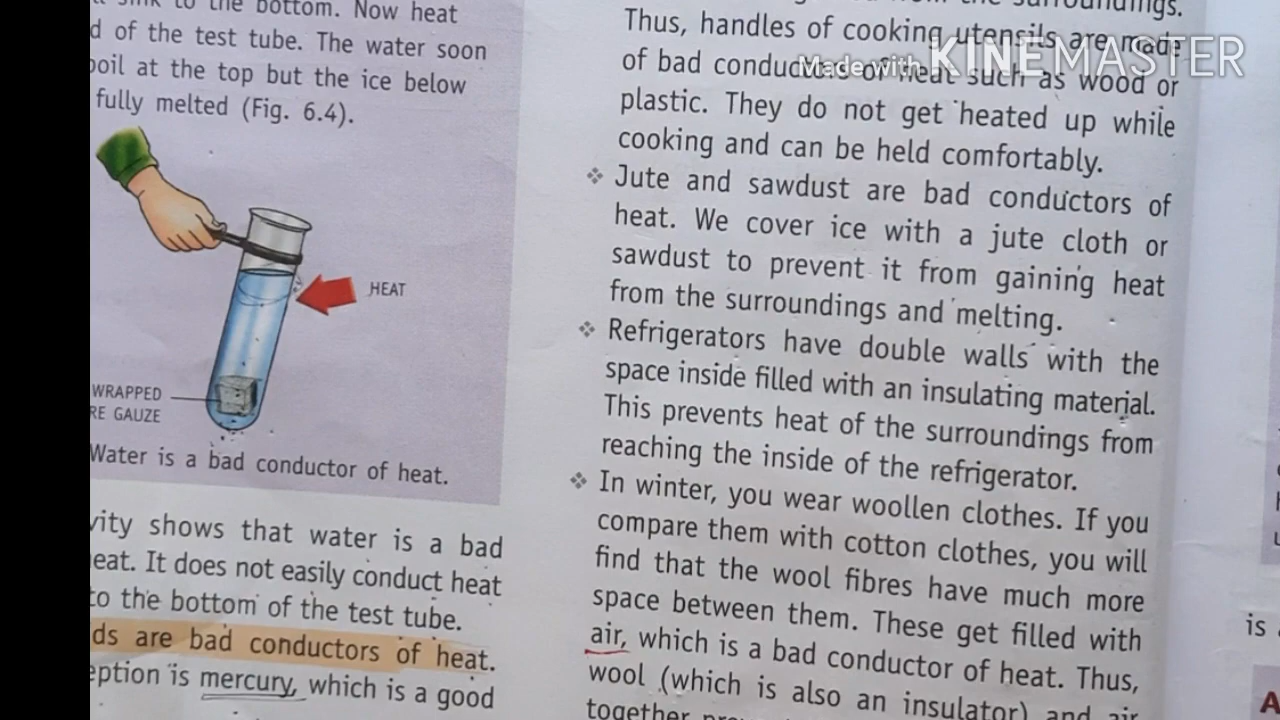 to the bottom. Now heat
of the test tube. The water soon
boil at the top but the ice below
fully melted (Fig. 6.4).
HEAT
WRAPPED
GAUZE
Water is a bad conductor of heat.
shows that water is a bad
heat. It does not easily conduct heat
to the bottom of the test tube.
are bad conductors of heat.
is mercury, which is a good
surroundings.
Thus, handles of cooking utensils are made
of bad conductors of heat such as wood or
plastic. They do not get heated up while
cooking and can be held comfortably.
❖ Jute and sawdust are bad conductors of
heat. We cover ice with a jute cloth or
sawdust to prevent it from gaining heat
from the surroundings and melting.
❖ Refrigerators have double walls with the
space inside filled with an insulating material.
This prevents heat of the surroundings from
reaching the inside of the refrigerator.
❖ In winter, you wear woollen clothes. If you
compare them with cotton clothes, you will
find that the wool fibres have much more
space between them. These get filled with
air, which is a bad conductor of heat. Thus,
wool (which is also an insulator) and air
together
is
A
Made with KINEMASTER